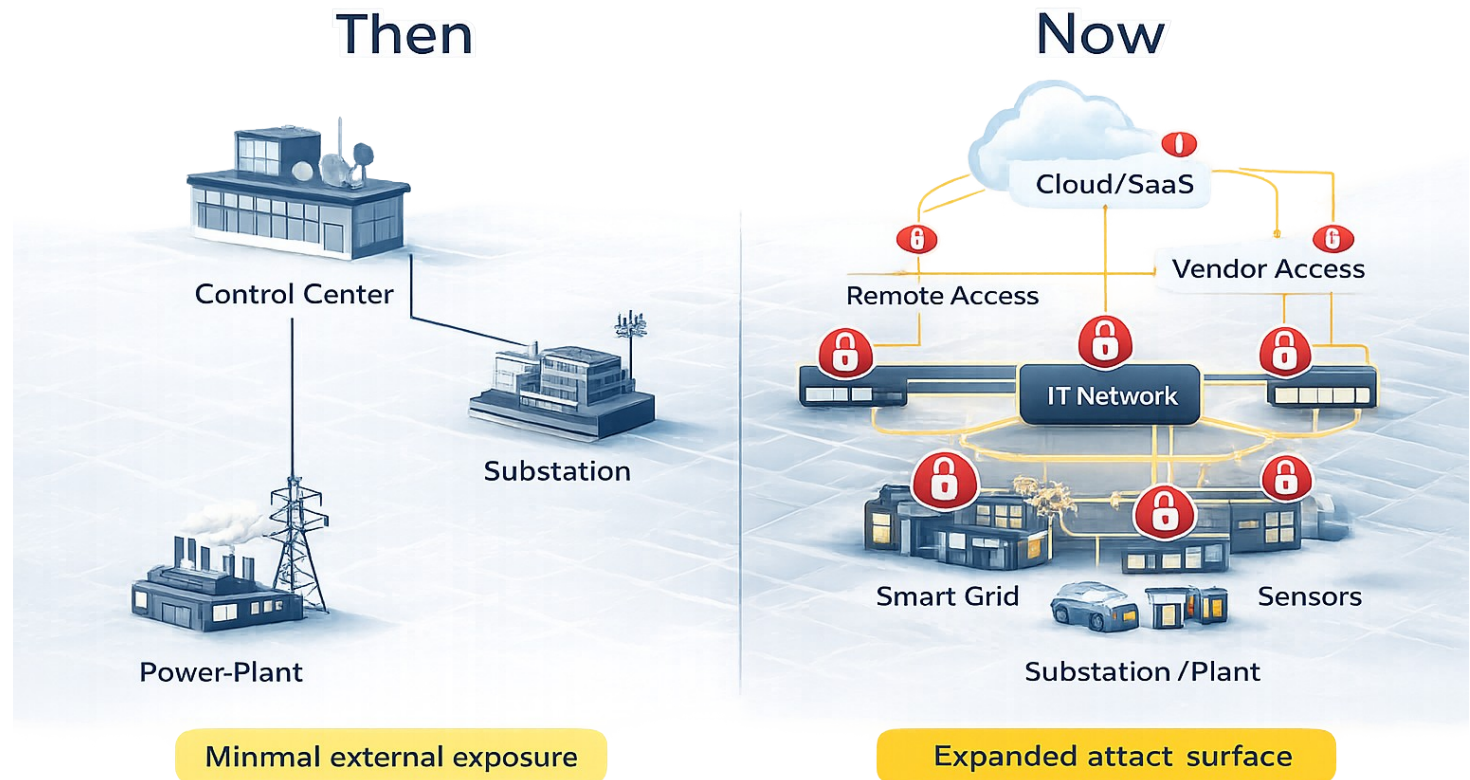 Then
Now
Control Center
Substation
Power-Plant
Minmal external exposure
Cloud/SaaS
Vendor Access
Remote Access
IT Network
Smart Grid
Sensors
Substation /Plant
Expanded attact surface